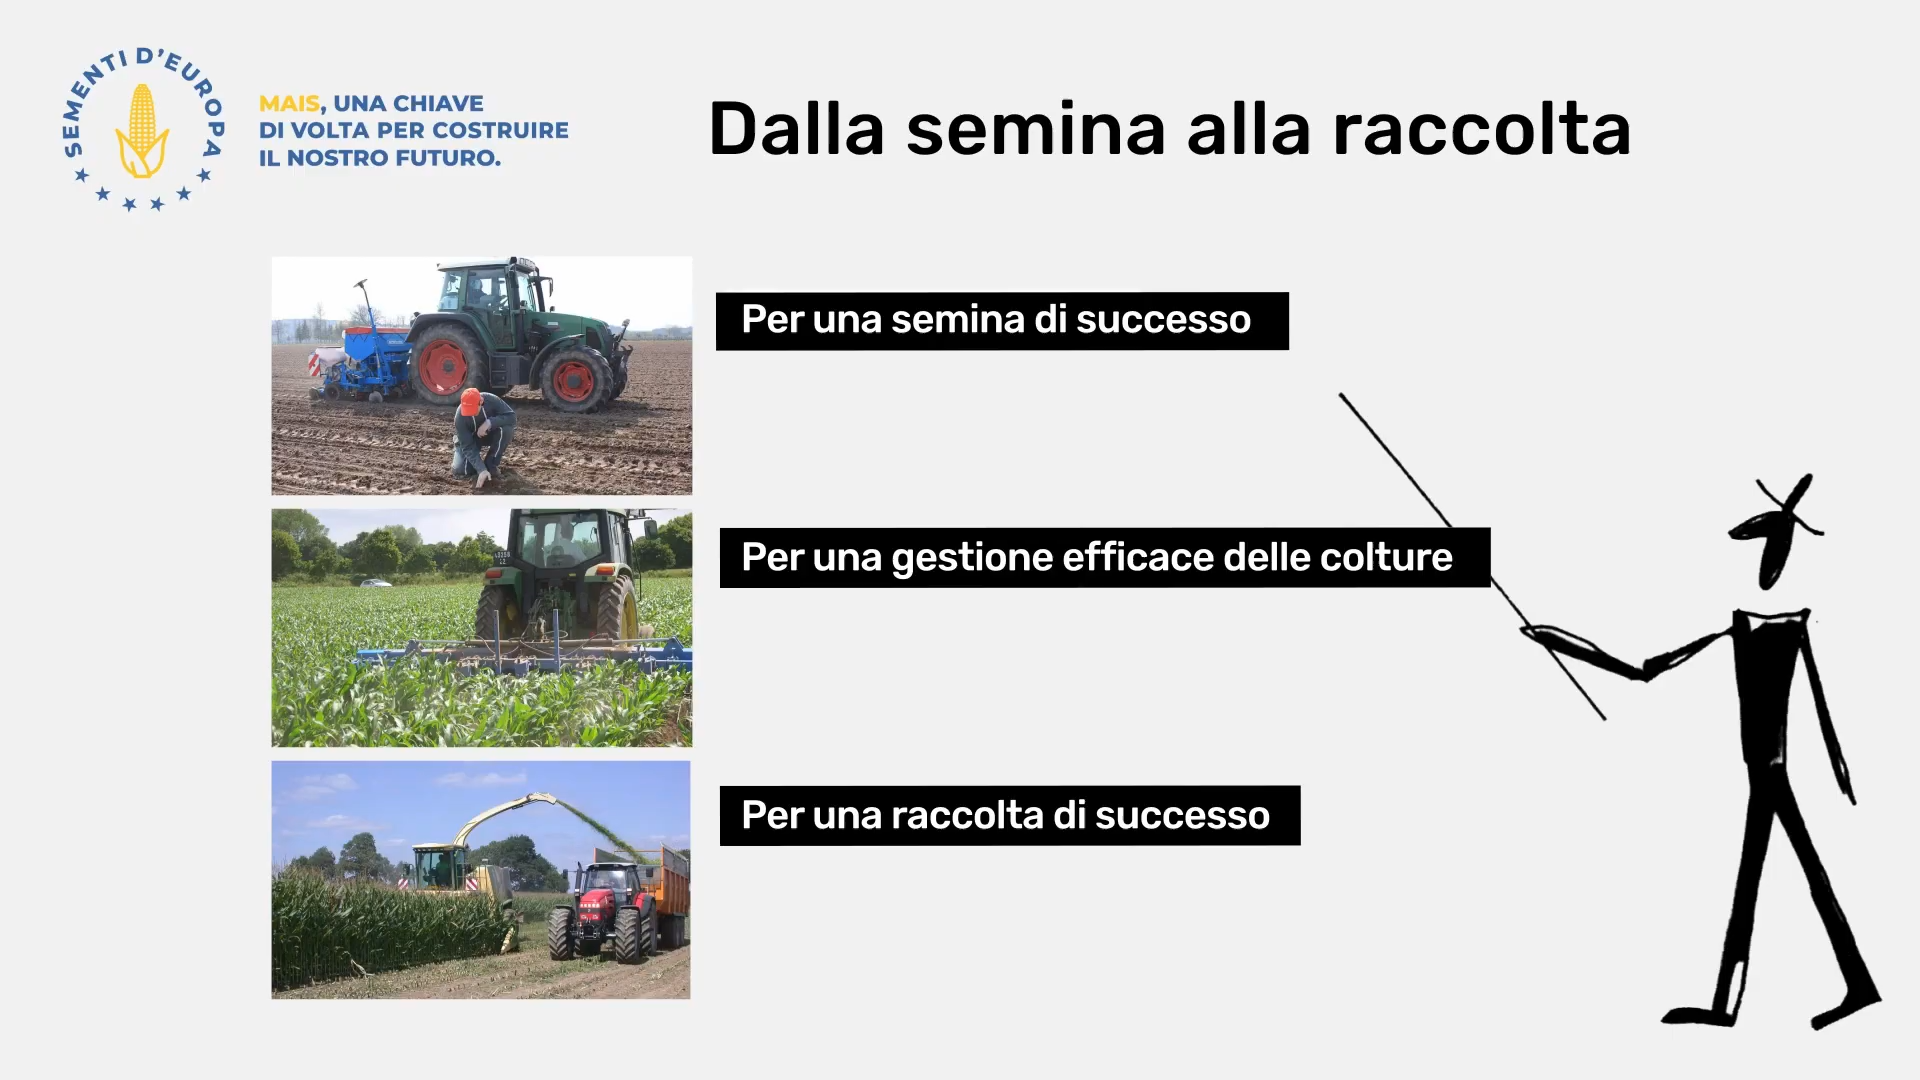 SEMENTI D'EUROPA
MAIS, UNA CHIAVE
DI VOLTA PER COSTRUIRE
IL NOSTRO FUTURO.
Dalla semina alla raccolta
Per una semina di successo
Per una gestione efficace delle colture
Per una raccolta di successo